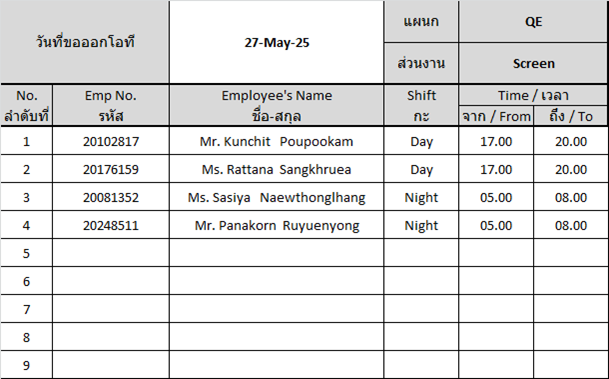 วันที่ขอออกโอที 27-May-25 แผนก QE
ส่วนงาน Screen
No. Emp No. Employee's Name Shift Time / เวลา
ลำดับที่ รหัส ชื่อ-สกุล กะ จาก / From ถึง / To
1 20102817 Mr. Kunchit Poupookam Day 17.00 20.00
2 20176159 Ms. Rattana Sangkhruea Day 17.00 20.00
3 20081352 Ms. Sasiya Naewthonglhang Night 05.00 08.00
4 20248511 Mr. Panakorn Ruyuenyong Night 05.00 08.00
5
6
7
8
9